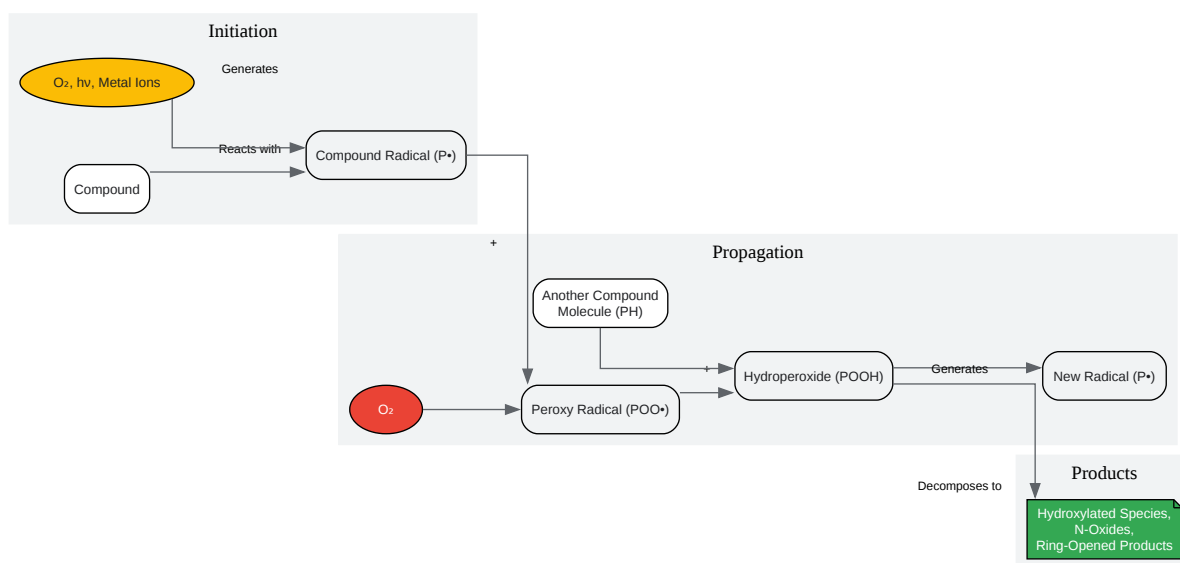 Initiation
Generates
O₂, hν, Metal Ions
Reacts with
Compound Radical (P•)
Compound
+
Propagation
Another Compound
Molecule (PH)
+
Generates
Hydroperoxide (POOH)
New Radical (P•)
O₂
Peroxy Radical (POO•)
Products
Decomposes to
Hydroxylated Species,
N-Oxides,
Ring-Opened Products